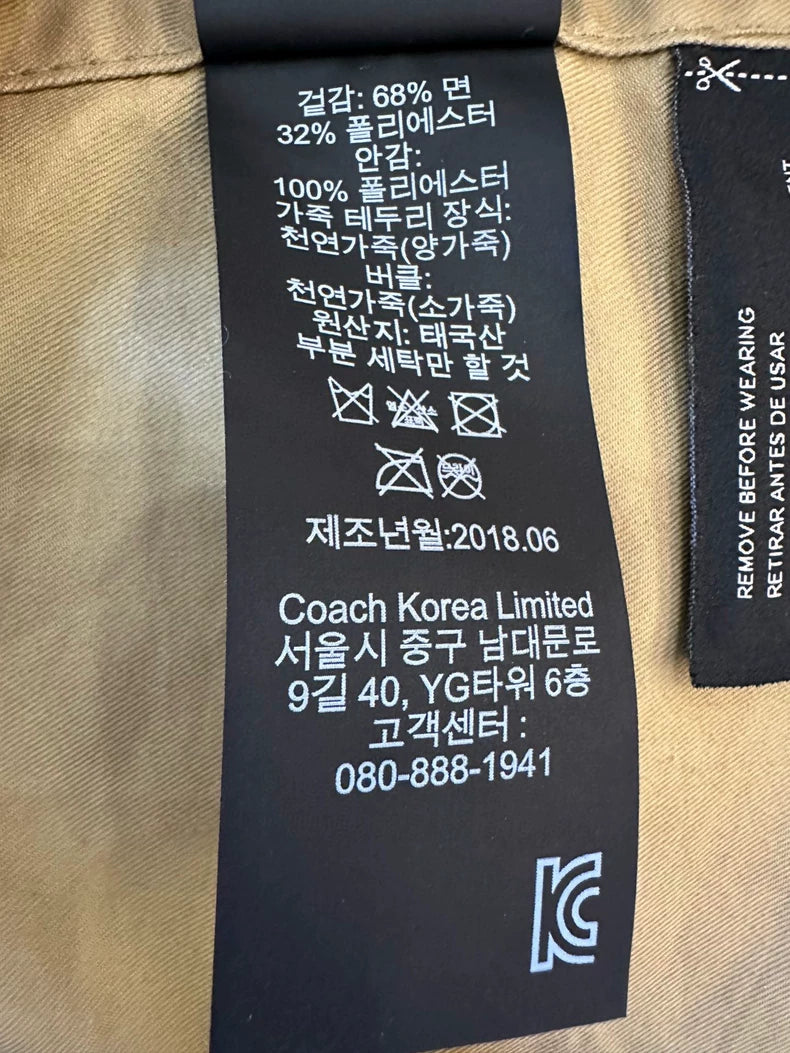 겉감: 68% 면
32% 폴리에스터
안감:
100% 폴리에스터
가죽 테두리 장식:
천연가죽(양가죽)
버클:
천연가죽(소가죽)
원산지: 태국산
부분 세탁만 할 것
드라이
제조년월:2018.06
Coach Korea Limited
서울시 중구 남대문로
9길 40, YG타워 6층
고객센터 :
080-888-1941
KC
REMOVE BEFORE WEARING
RETIRAR ANTES DE USAR